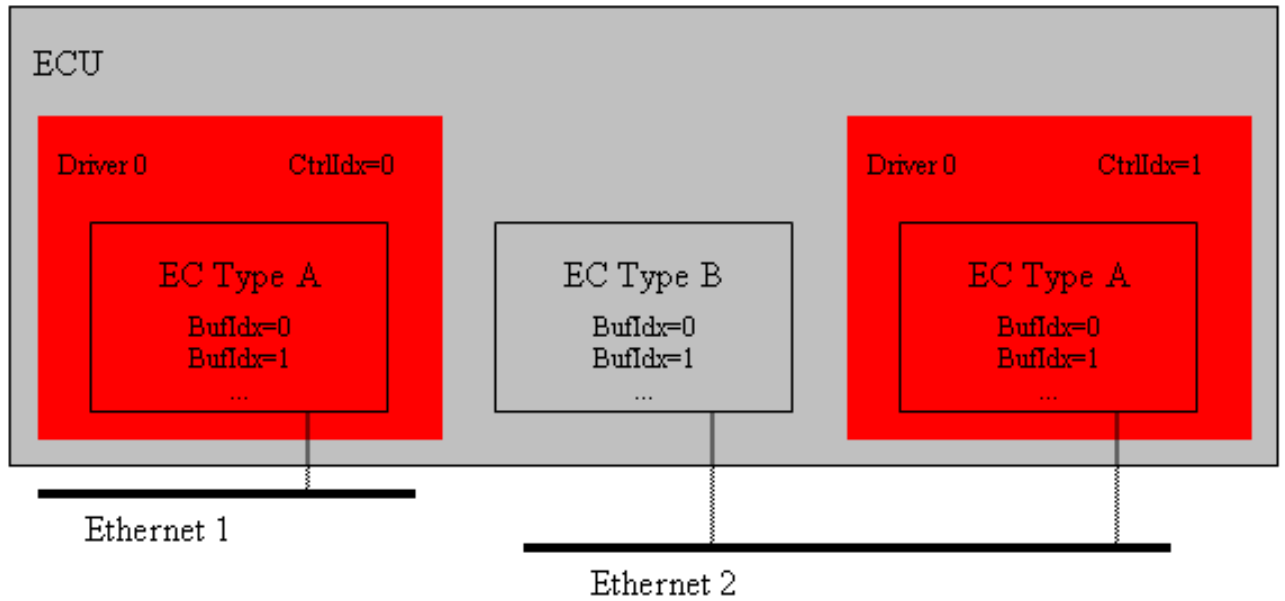 ECU
Driver 0 CtrlIdx=0
EC Type A
BufIdx=0
BufIdx=1
...
EC Type B
BufIdx=0
BufIdx=1
...
Driver 0 CtrlIdx=1
EC Type A
BufIdx=0
BufIdx=1
...
Ethernet 1
Ethernet 2